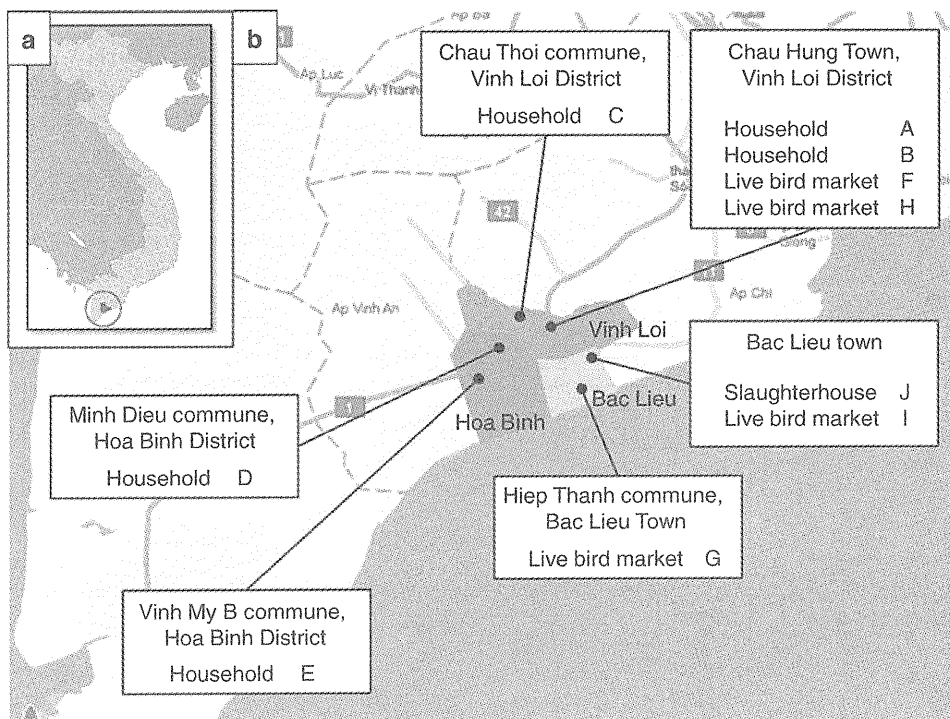 a
b
Chau Thoi commune,
Vinh Loi District
Household C
Chau Hung Town,
Vinh Loi District
Household A
Household B
Live bird market F
Live bird market H
Ap Luc
Ap Vinh An
Ap Chi
Vinh Loi
Bac Lieu
Hoa Binh
1
Bac Lieu town
Slaughterhouse J
Live bird market I
Minh Dieu commune,
Hoa Binh District
Household D
Hiep Thanh commune,
Bac Lieu Town
Live bird market G
Vinh My B commune,
Hoa Binh District
Household E